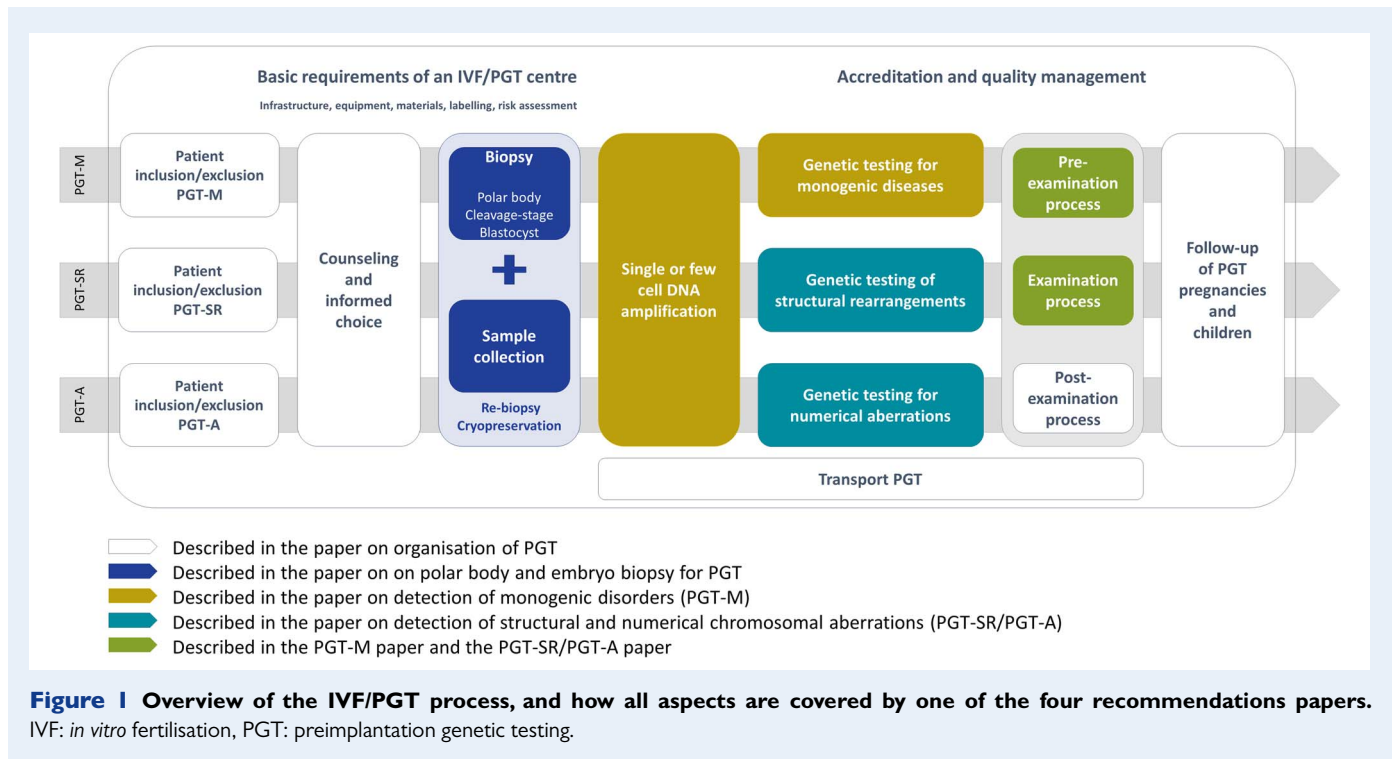 Basic requirements of an IVF/PGT centre
Infrastructure, equipment, materials, labelling, risk assessment
Accreditation and quality management
PGT-M
PGT-SR
PGT-A
Patient
inclusion/exclusion
PGT-M
Patient
inclusion/exclusion
PGT-SR
Patient
inclusion/exclusion
PGT-A
Counseling
and
informed
choice
Biopsy
Polar body
Cleavage-stage
Blastocyst
+
Sample
collection
Re-biopsy
Cryopreservation
Single or few
cell DNA
amplification
Genetic testing for
monogenic diseases
Genetic testing of
structural rearrangements
Genetic testing for
numerical aberrations
Pre-
examination
process
Examination
process
Post-
examination
process
Follow-up
of PGT
pregnancies
and
children
Transport PGT
Described in the paper on organisation of PGT
Described in the paper on on polar body and embryo biopsy for PGT
Described in the paper on detection of monogenic disorders (PGT-M)
Described in the paper on detection of structural and numerical chromosomal aberrations (PGT-SR/PGT-A)
Described in the PGT-M paper and the PGT-SR/PGT-A paper
Figure 1 Overview of the IVF/PGT process, and how all aspects are covered by one of the four recommendations papers.
IVF: in vitro fertilisation, PGT: preimplantation genetic testing.